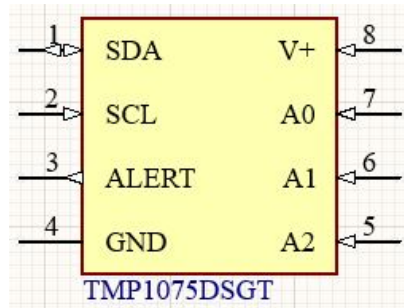 1 SDA V+ 8
2 SCL A0 7
3 ALERT A1 6
4 GND A2 5
TMP1075DSGT